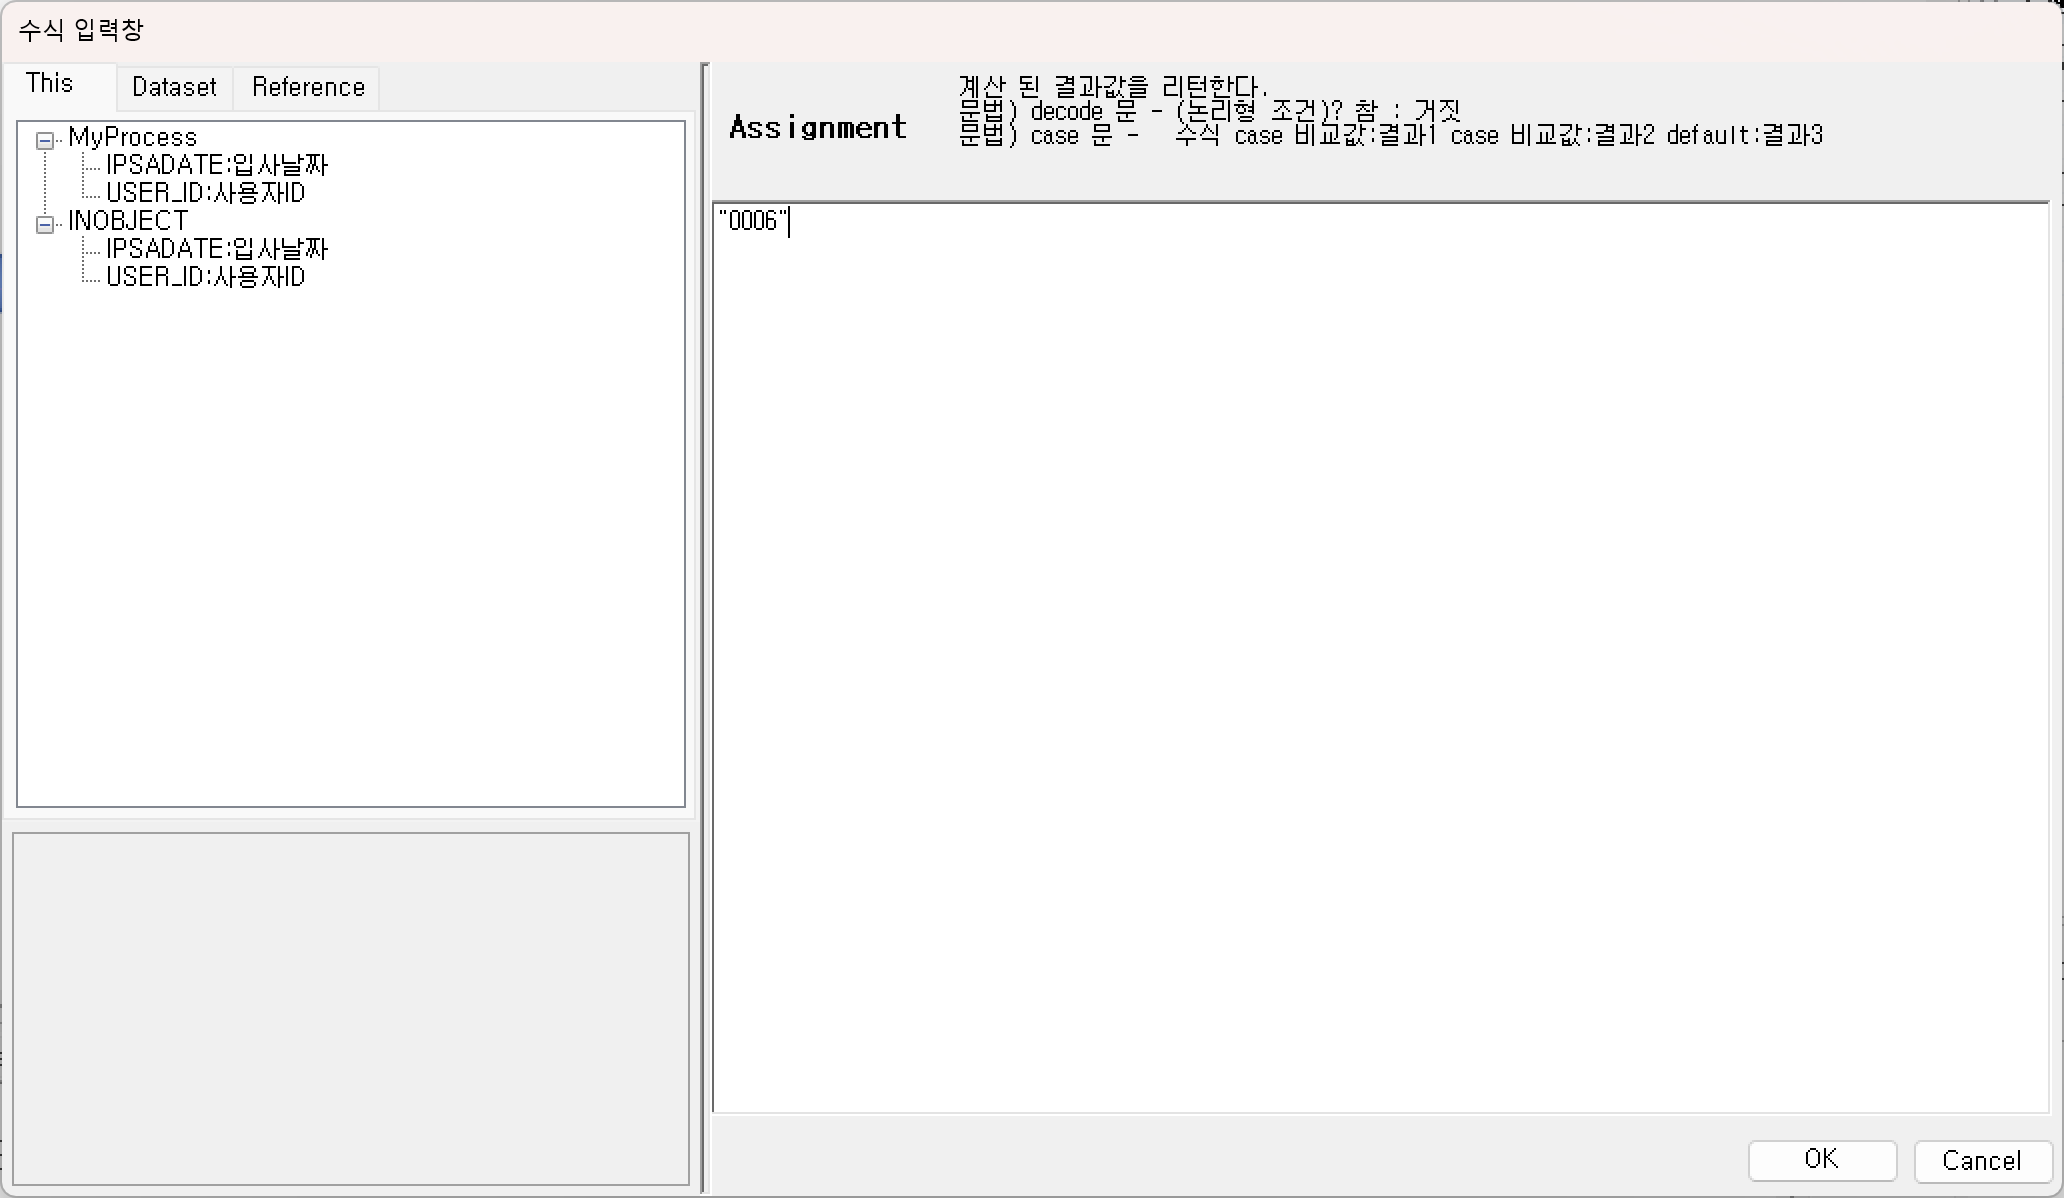 수식 입력창
This
Dataset
Reference
MyProcess
IPSADATE:입사날짜
USER_ID:사용자ID
INOBJECT
IPSADATE:입사날짜
USER_ID:사용자ID
Assignment
계산 된 결과값을 리턴한다.
문법) decode 문 - (논리형 조건)? 참 : 거짓
문법) case 문 -   수식 case 비교값:결과1 case 비교값:결과2 default:결과3
"0006"
OK
Cancel